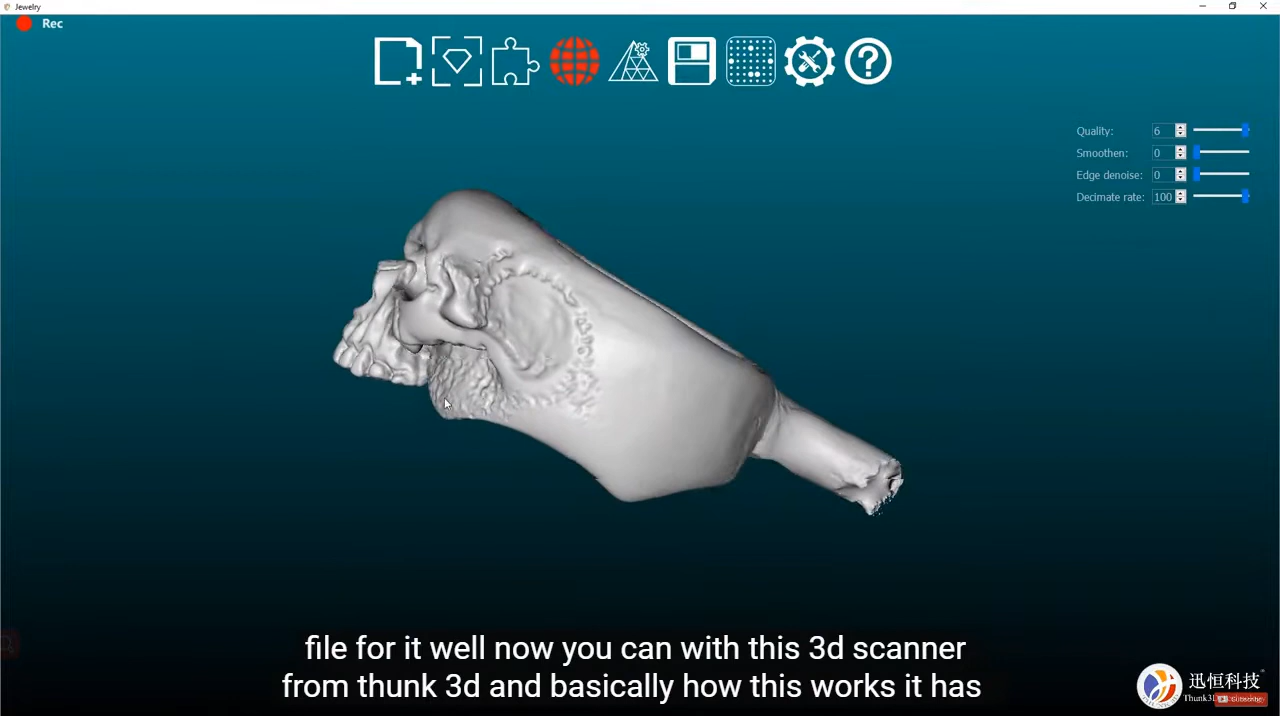 Jewelry
Rec
Quality: 6
Smoothen: 0
Edge denoise: 0
Decimate rate: 100
file for it well now you can with this 3d scanner
from thunk 3d and basically how this works it has
迅恒科技